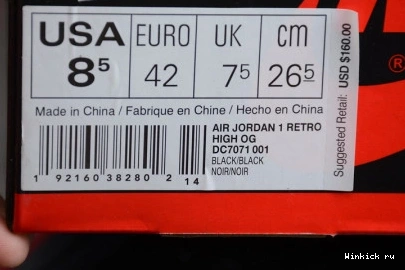 USA EURO UK cm
8⁵ 42 7⁵ 26⁵
Made in China / Fabrique en Chine / Hecho en China
AIR JORDAN 1 RETRO
HIGH OG
DC7071 001
BLACK/BLACK
NOIR/NOIR
1 92160 38280 2 14
Suggested Retail: USD $160.00
®
Winkick ru